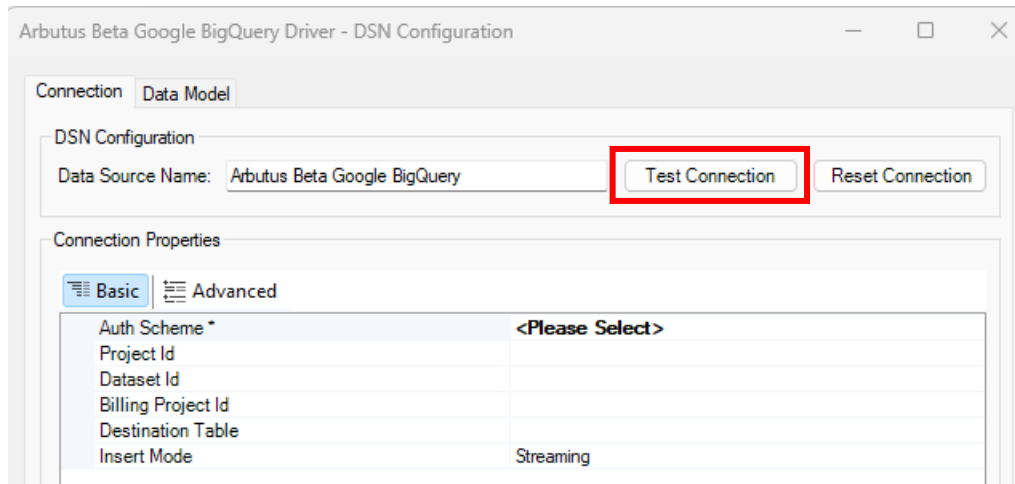 Arbutus Beta Google BigQuery Driver - DSN Configuration
Connection Data Model
DSN Configuration
Data Source Name: Arbutus Beta Google BigQuery Test Connection Reset Connection
Connection Properties
Basic Advanced
Auth Scheme * <Please Select>
Project Id
Dataset Id
Billing Project Id
Destination Table
Insert Mode Streaming